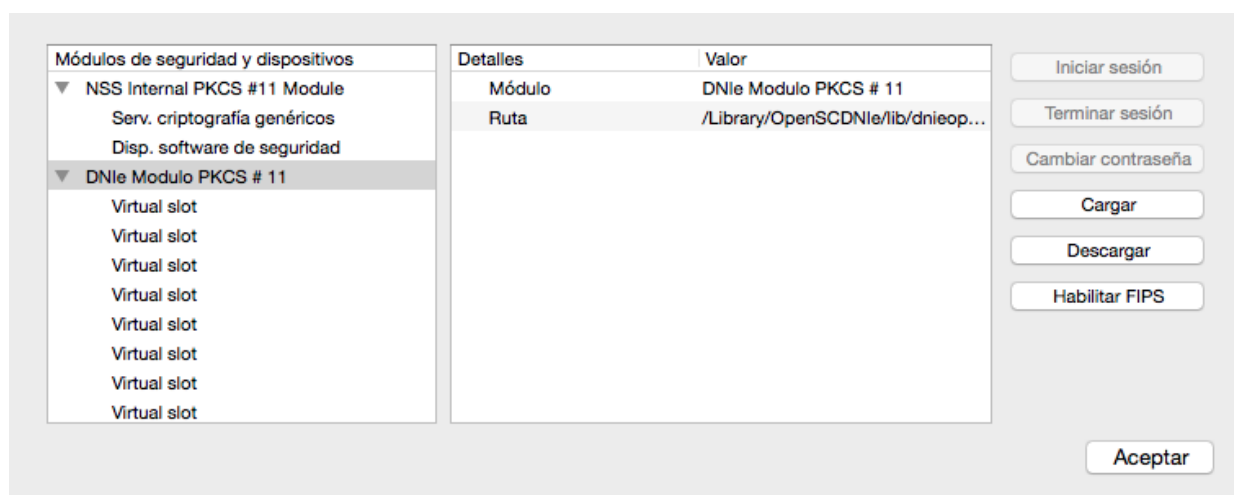 Módulos de seguridad y dispositivos
NSS Internal PKCS #11 Module
Serv. criptografía genéricos
Disp. software de seguridad
DNIe Modulo PKCS # 11
Virtual slot
Virtual slot
Virtual slot
Virtual slot
Virtual slot
Virtual slot
Virtual slot
Virtual slot
Detalles Valor
Módulo DNIe Modulo PKCS # 11
Ruta /Library/OpenSCDNIe/lib/dnieop...
Iniciar sesión
Terminar sesión
Cambiar contraseña
Cargar
Descargar
Habilitar FIPS
Aceptar